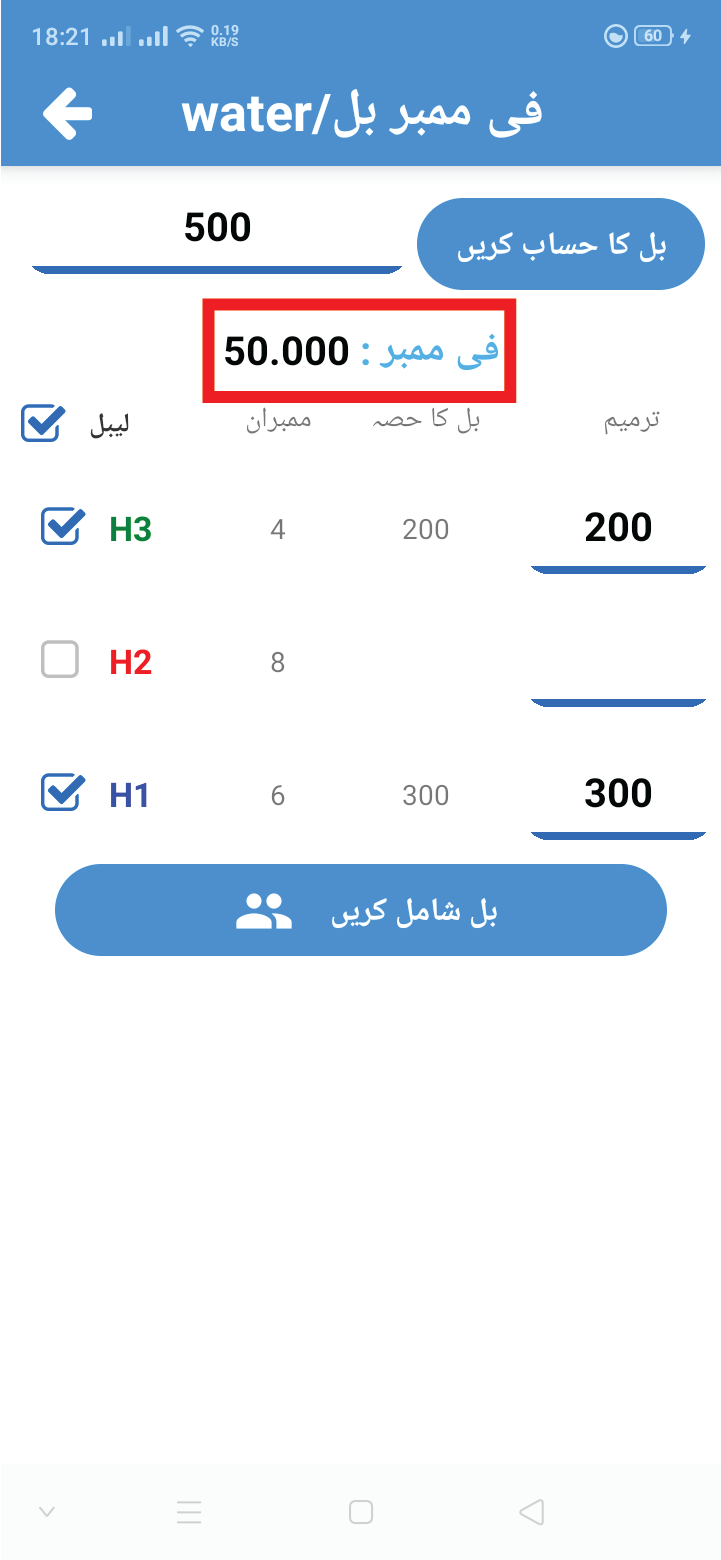 18:21 0.19 KB/S 60
فی ممبر بل/water
500 بل کا حساب کریں
فی ممبر : 50.000
لیبل ممبران بل کا حصہ ترمیم
H3 4 200 200
H2 8
H1 6 300 300
بل شامل کریں